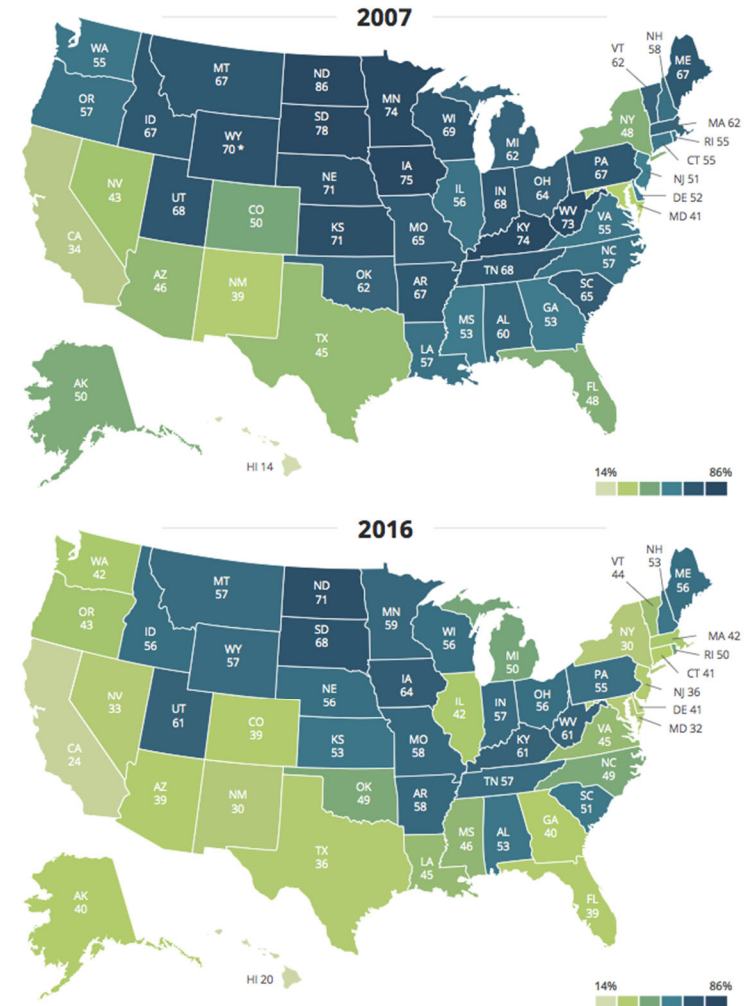 2007
WA
55
OR
57
CA
34
NV
43
ID
67
MT
67
WY
70 *
UT
68
AZ
46
CO
50
NM
39
ND
86
SD
78
NE
71
KS
71
OK
62
TX
45
MN
74
IA
75
MO
65
AR
67
LA
57
WI
69
IL
56
MS
53
MI
62
IN
68
KY
74
TN 68
AL
60
OH
64
WV
73
GA
53
FL
48
SC
65
NC
57
VA
55
PA
67
NY
48
VT
62
NH
58
ME
67
MA 62
RI 55
CT 55
NJ 51
DE 52
MD 41
AK
50
HI 14
14%
86%
2016
WA
42
OR
43
CA
24
NV
33
ID
56
MT
57
WY
57
UT
61
AZ
39
CO
39
NM
30
ND
71
SD
68
NE
56
KS
53
OK
49
TX
36
MN
59
IA
64
MO
58
AR
58
LA
45
WI
56
IL
42
MS
46
MI
50
IN
57
KY
61
TN 57
AL
53
OH
56
WV
61
GA
40
FL
39
SC
51
NC
49
VA
45
PA
55
NY
30
VT
44
NH
53
ME
56
MA 42
RI 50
CT 41
NJ 36
DE 41
MD 32
AK
40
HI 20
14%
86%